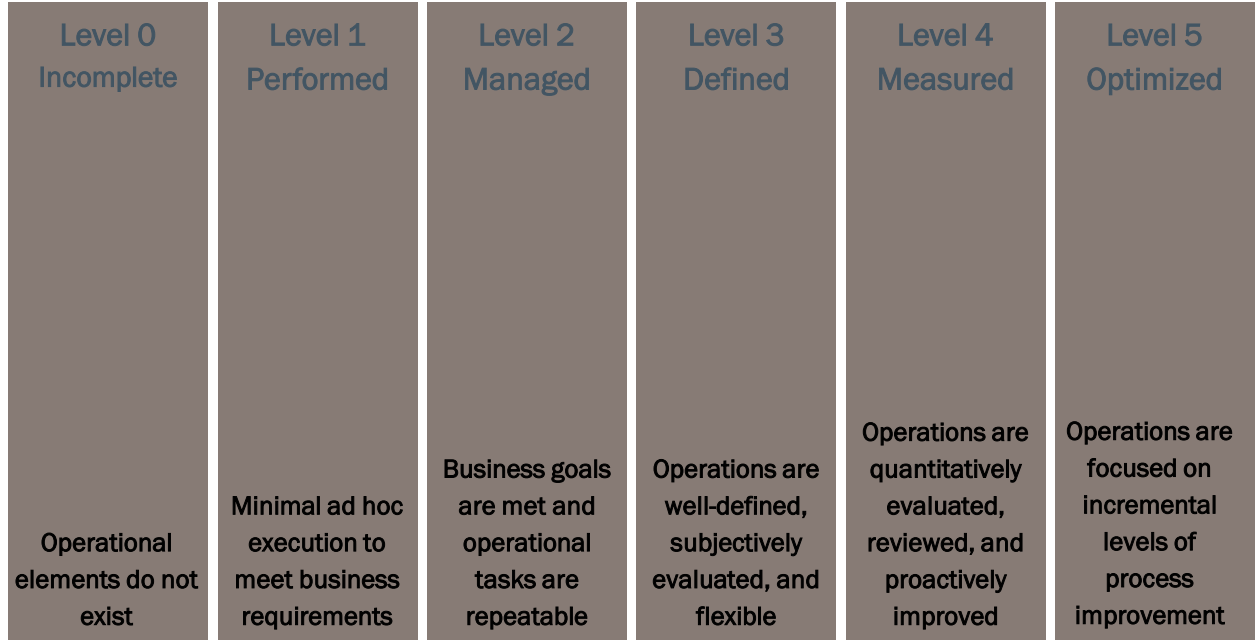 Level 0
Incomplete
Operational
elements do not
exist
Level 1
Performed
Minimal ad hoc
execution to
meet business
requirements
Level 2
Managed
Business goals
are met and
operational
tasks are
repeatable
Level 3
Defined
Operations are
well-defined,
subjectively
evaluated, and
flexible
Level 4
Measured
Operations are
quantitatively
evaluated,
reviewed, and
proactively
improved
Level 5
Optimized
Operations are
focused on
incremental
levels of
process
improvement